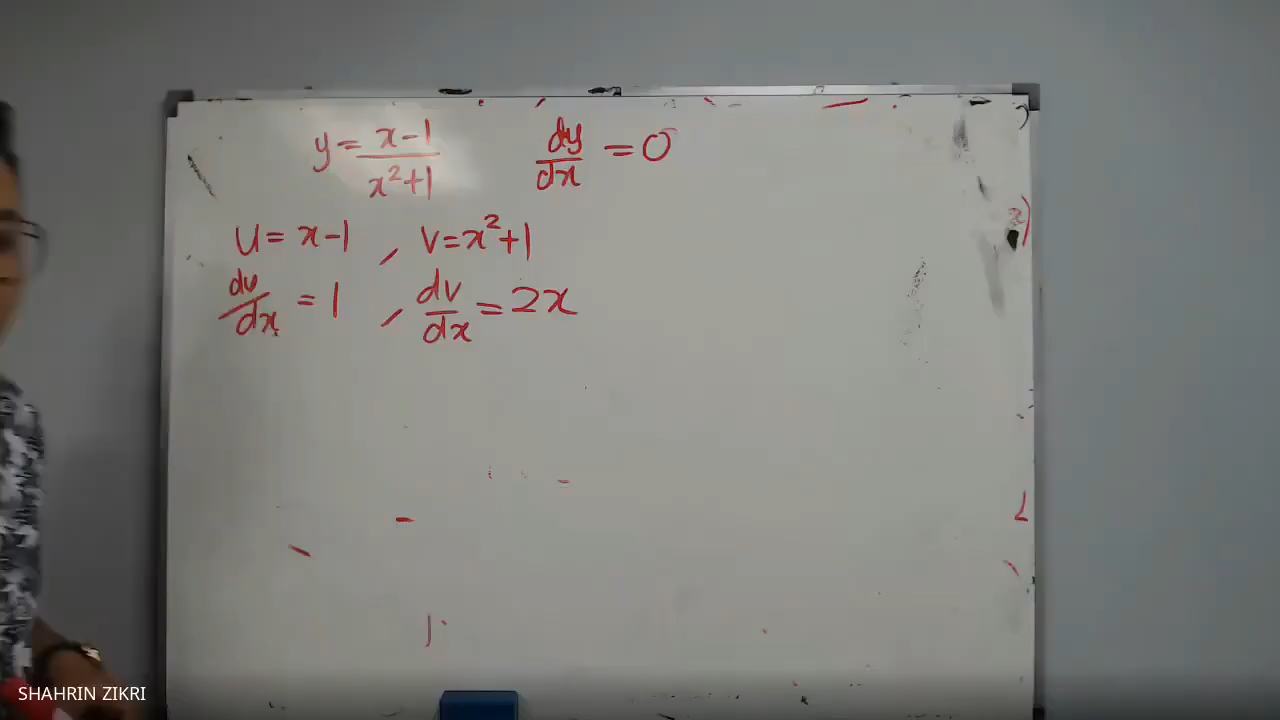 y = x-1 / x²+1    dy/dx = 0
u = x-1 , v = x²+1
du/dx = 1 , dv/dx = 2x
SHAHRIN ZIKRI